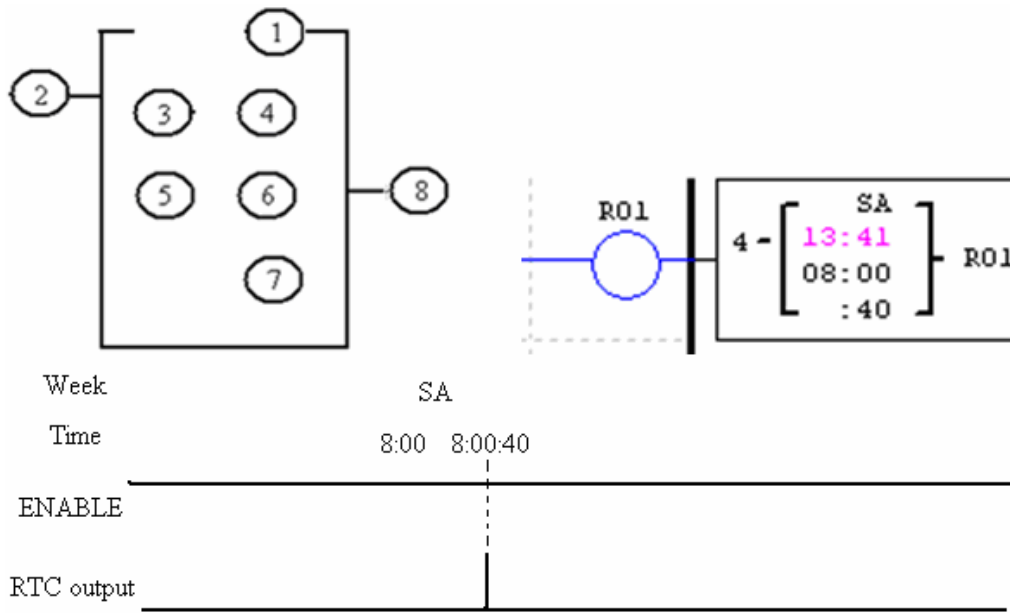 1
2
3 4
5 6
8
7
R01
SA
4 - 13:41
R01
08:00
:40
Week SA
Time 8:00 8:00:40
ENABLE
RTC output